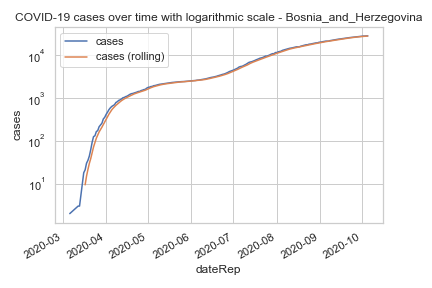 COVID-19 cases over time with logarithmic scale - Bosnia_and_Herzegovina
cases
cases (rolling)
cases
10⁴
10³
10²
10¹
2020-03
2020-04
2020-05
2020-06
2020-07
2020-08
2020-09
2020-10
dateRep